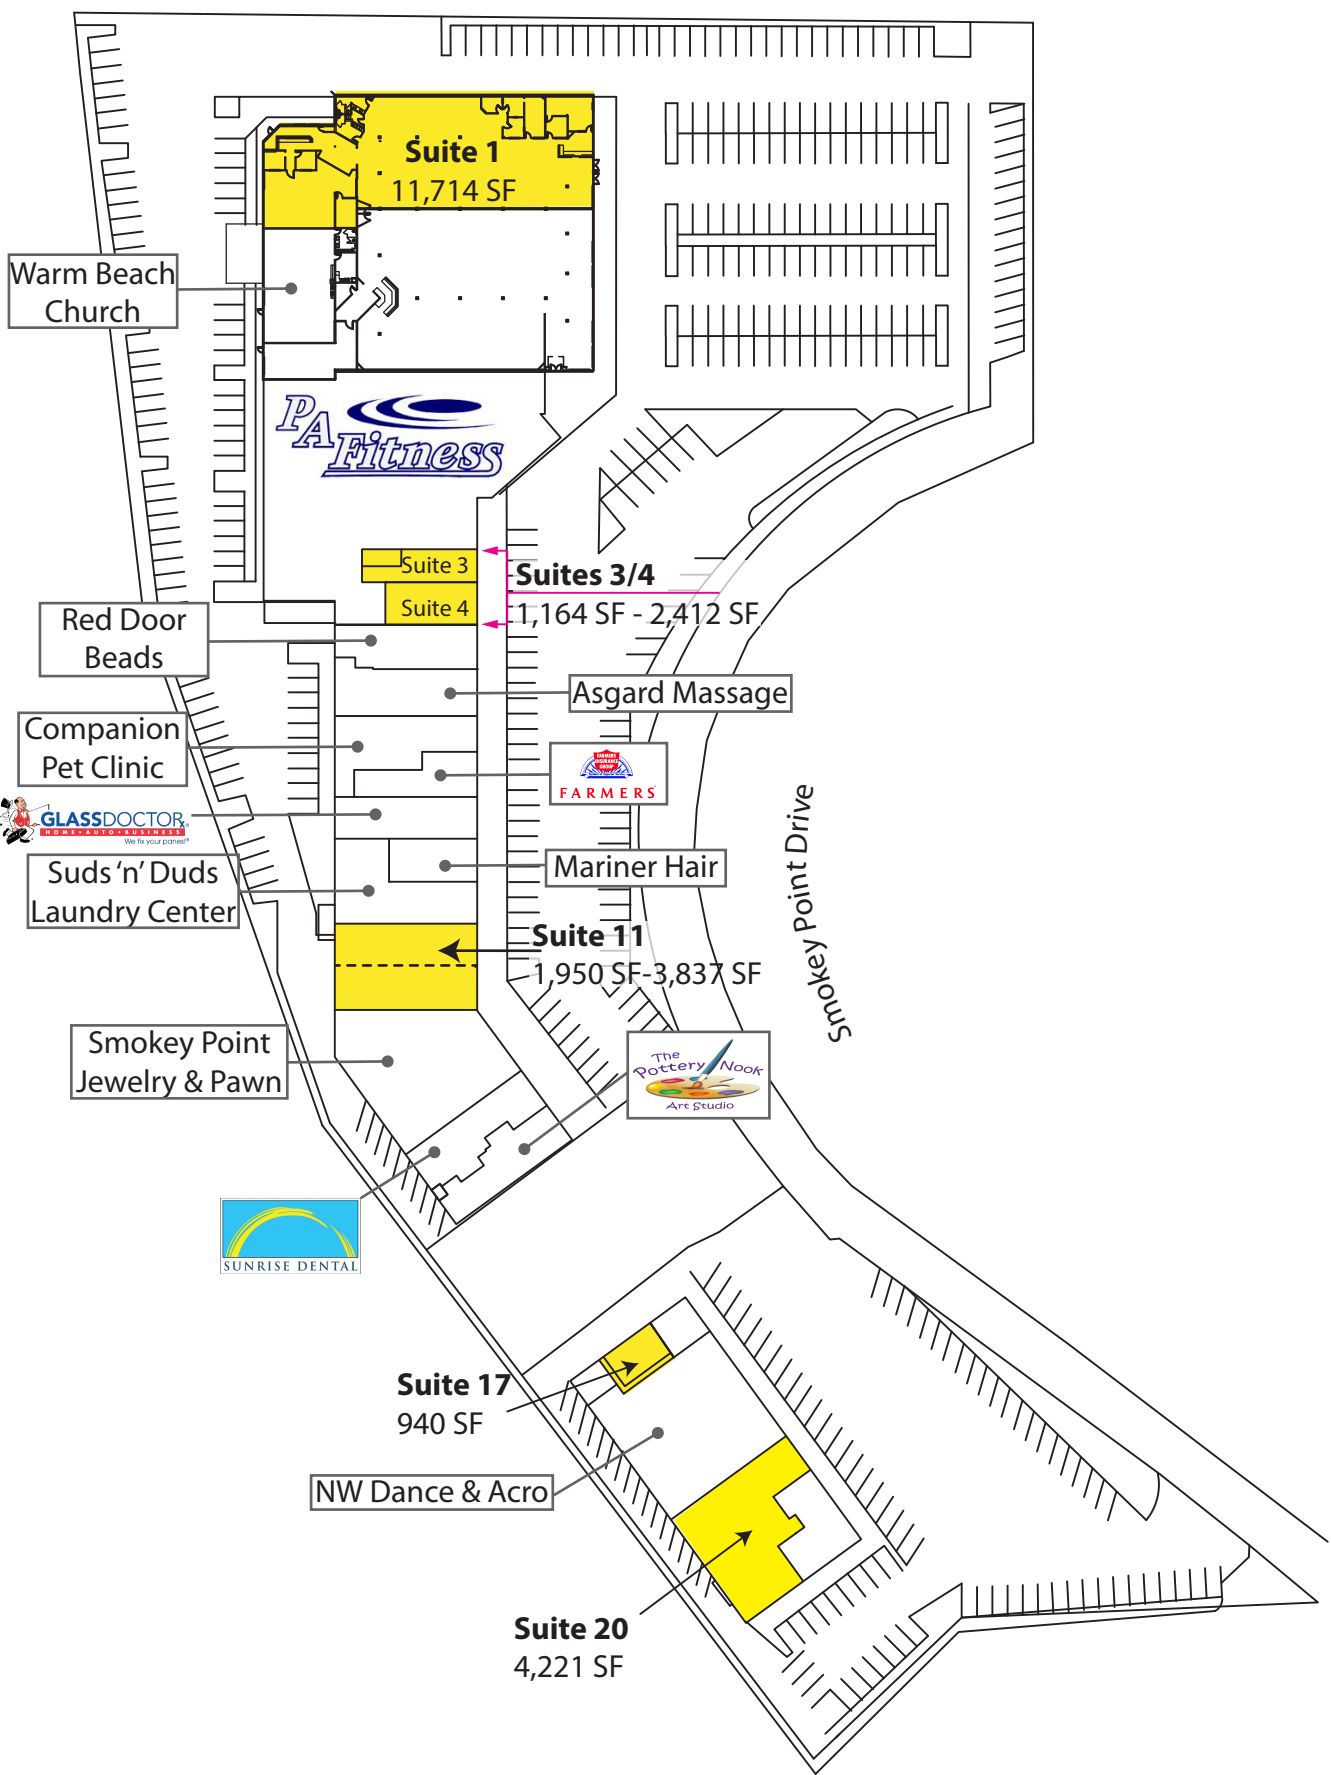 Suite 1
11,714 SF
Warm Beach
Church
PA Fitness
Suite 3
Suite 4
Suites 3/4
1,164 SF - 2,412 SF
Red Door
Beads
Asgard Massage
Companion
Pet Clinic
FARMERS
INSURANCE
GROUP
FARMERS
GLASSDOCTOR
HOME • AUTO • BUSINESS
We fix your panes!®
Mariner Hair
Suds 'n' Duds
Laundry Center
Smokey Point Drive
Suite 11
1,950 SF-3,837 SF
Smokey Point
Jewelry & Pawn
The
Pottery Nook
Art Studio
SUNRISE DENTAL
Suite 17
940 SF
NW Dance & Acro
Suite 20
4,221 SF